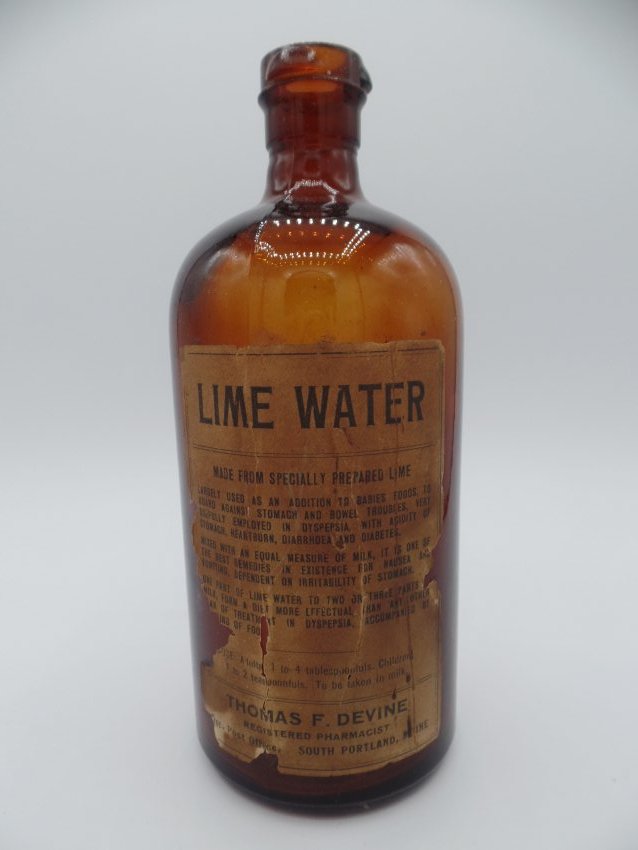 LIME WATER
MADE FROM SPECIALLY PREPARED LIME
LARGELY USED AS AN ADDITION TO BABIES FOODS, TO
GUARD AGAINST STOMACH AND BOWEL TROUBLES. VERY
USEFULLY EMPLOYED IN DYSPEPSIA, WITH ACIDITY OF
STOMACH, HEARTBURN, DIARRHOEA AND DIABETES.
MIXED WITH AN EQUAL MEASURE OF MILK, IT IS ONE OF
THE BEST REMEDIES IN EXISTENCE FOR NAUSEA AND
VOMITING, DEPENDENT ON IRRITABILITY OF STOMACH.
ONE PART OF LIME WATER TO TWO OR THREE PARTS
MILK, FORM A DIET MORE EFFECTUAL THAN ANY OTHER
OF TREATMENT IN DYSPEPSIA, ACCOMPANIED BY
OF FOOD
Adults, 1 to 4 tablespoonfuls. Children,
to 2 teaspoonfuls. To be taken in milk.
THOMAS F. DEVINE
REGISTERED PHARMACIST
Post Office SOUTH PORTLAND, MAINE